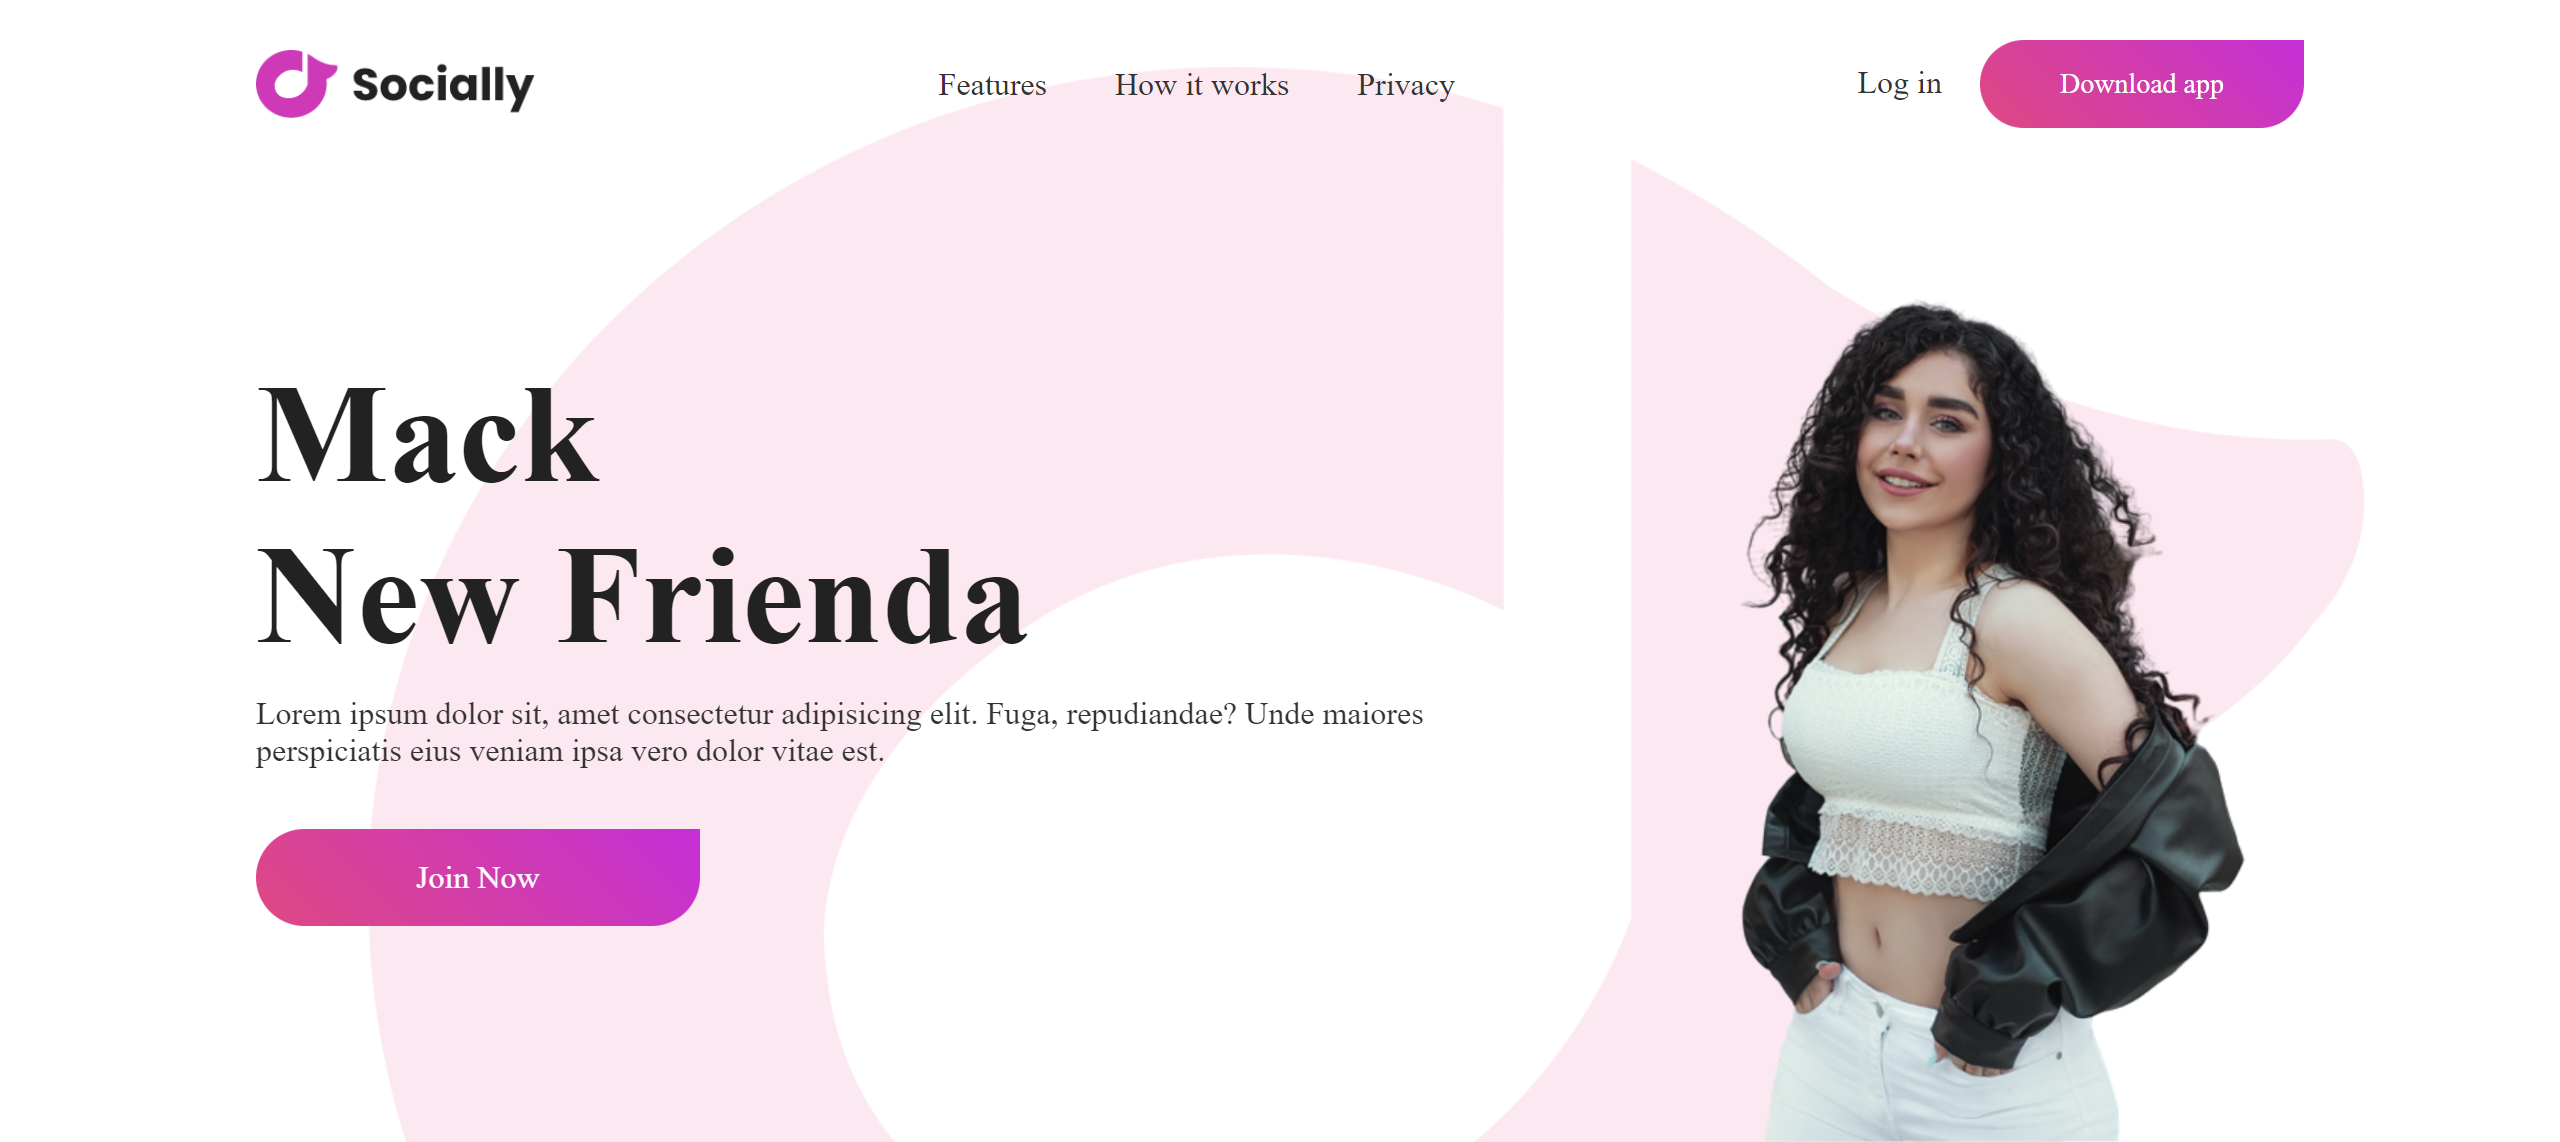 Socially
Features How it works Privacy
Log in
Download app
Mack
New Frienda
Lorem ipsum dolor sit, amet consectetur adipisicing elit. Fuga, repudiandae? Unde maiores
perspiciatis eius veniam ipsa vero dolor vitae est.
Join Now